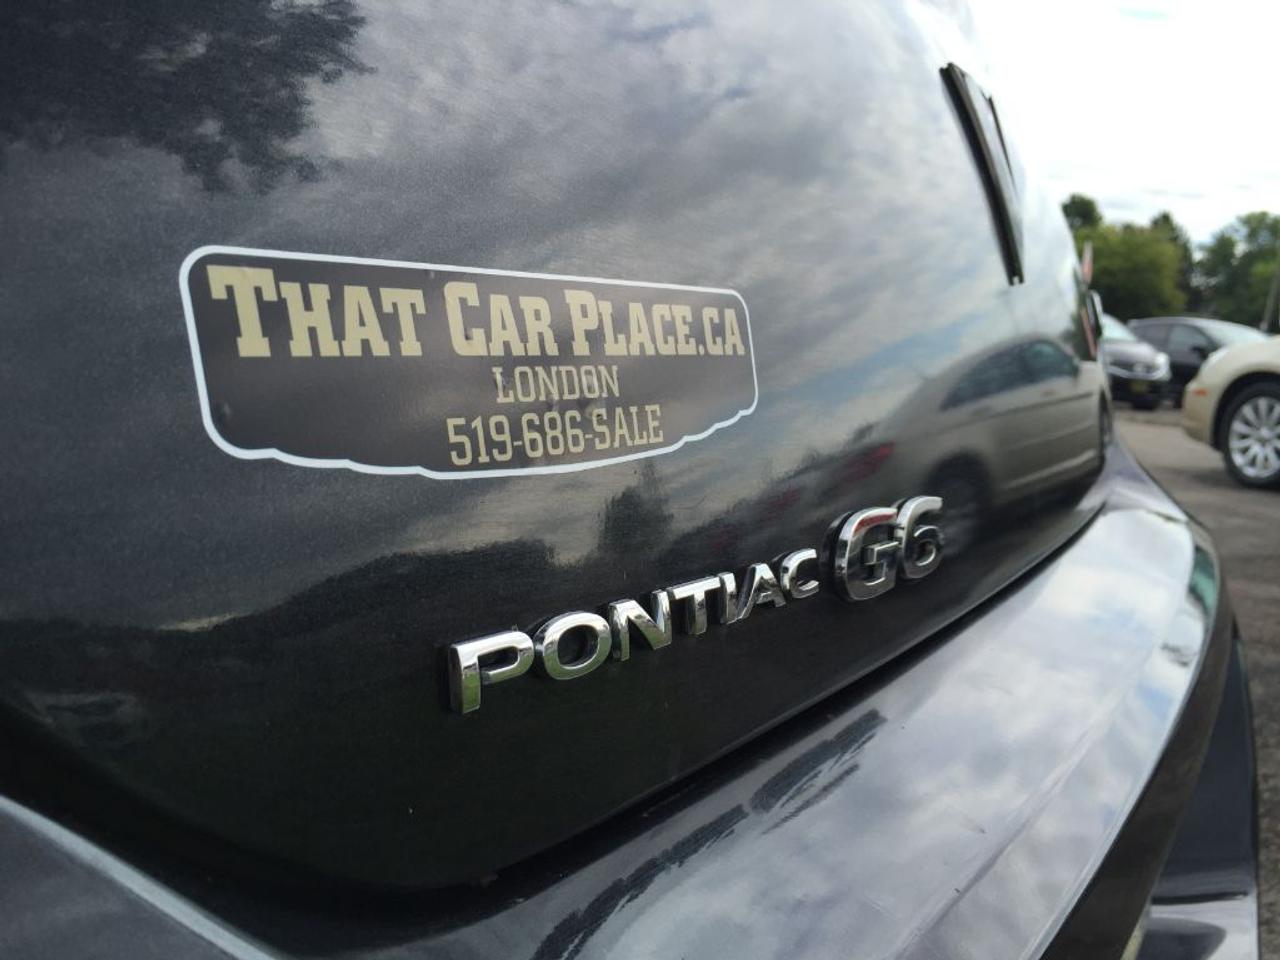 THAT CAR PLACE.CA
LONDON
519-686-SALE
PONTIAC G6